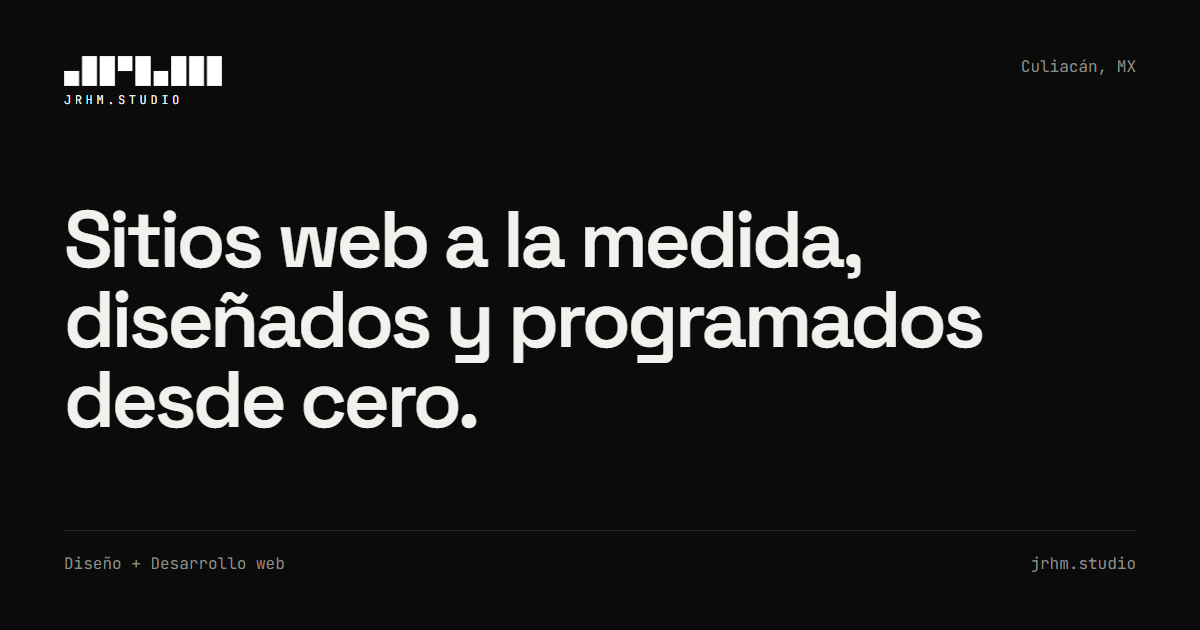 JRHM.STUDIO
Culiacán, MX
Sitios web a la medida,
diseñados y programados
desde cero.
Diseño + Desarrollo web
jrhm.studio